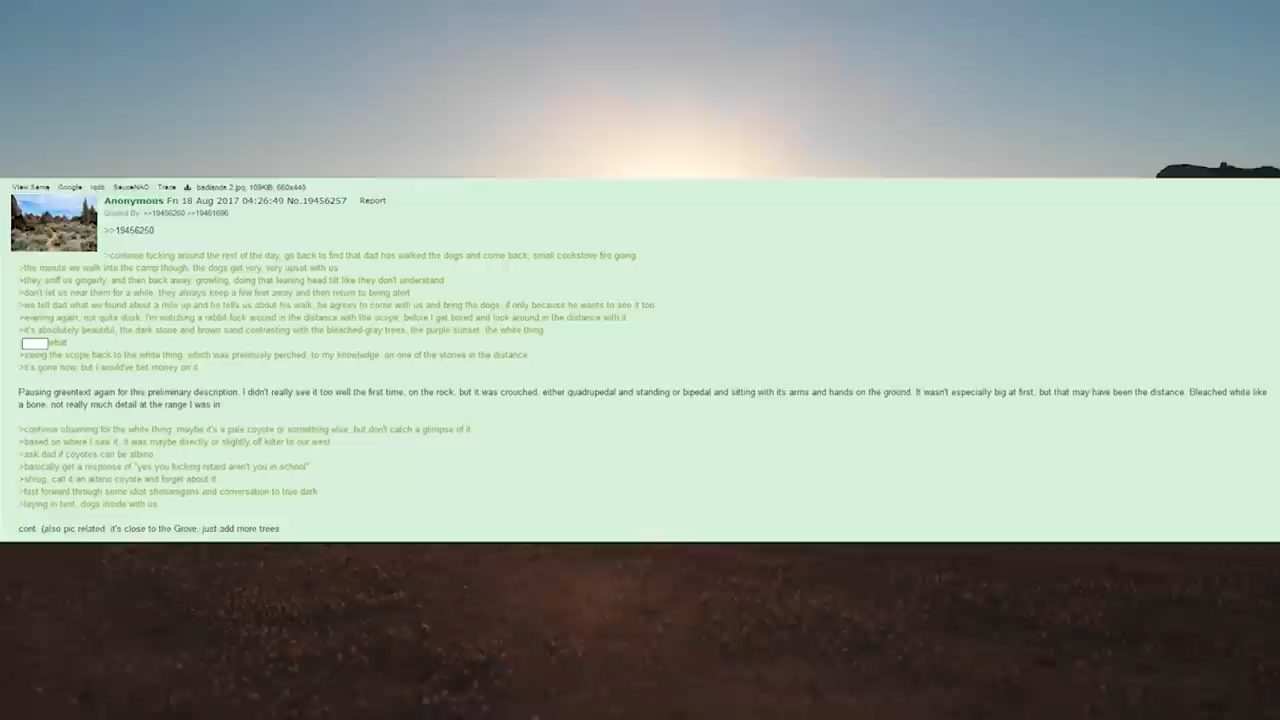 View Same Google iqdb SauceNAO Trace badlands 2.jpg, 109KiB, 660x440
Anonymous Fri 18 Aug 2017 04:26:49 No.19456257 Report
Quoted By: >>19456260 >>19461696
>>19456250
>continue fucking around the rest of the day, go back to find that dad has walked the dogs and come back, small cookstove fire going
>the minute we walk into the camp though, the dogs get very, very upset with us
>they sniff us gingerly, and then back away, growling, doing that leaning head tilt like they don't understand
>don't let us near them for a while, they always keep a few feet away and then return to being alert
>we tell dad what we found about a mile up and he tells us about his walk, he agrees to come with us and bring the dogs, if only because he wants to see it too
>evening again, not quite dusk, i'm watching a rabbit fuck around in the distance with the scope, before I get bored and look around in the distance with it
>it's absolutely beautiful, the dark stone and brown sand contrasting with the bleached-gray trees, the purple sunset, the white thing
what
>swing the scope back to the white thing, which was previously perched, to my knowledge, on one of the stones in the distance
>it's gone now, but i would've bet money on it
Pausing greentext again for this preliminary description. I didn't really see it too well the first time, on the rock, but it was crouched, either quadrupedal and standing or bipedal and sitting with its arms and hands on the ground. It wasn't especially big at first, but that may have been the distance. Bleached white like
a bone, not really much detail at the range I was in
>continue observing for the white thing, maybe it's a pale coyote or something else, but don't catch a glimpse of it
>based on where I saw it, it was maybe directly or slightly off kilter to our west
>ask dad if coyotes can be albino
>basically get a response of "yes you fucking retard aren't you in school"
>shrug, call it an albino coyote and forget about it
>fast forward through some idiot shenanigans and conversation to true dark
>laying in tent, dogs inside with us
cont. (also pic related, it's close to the Grove, just add more trees